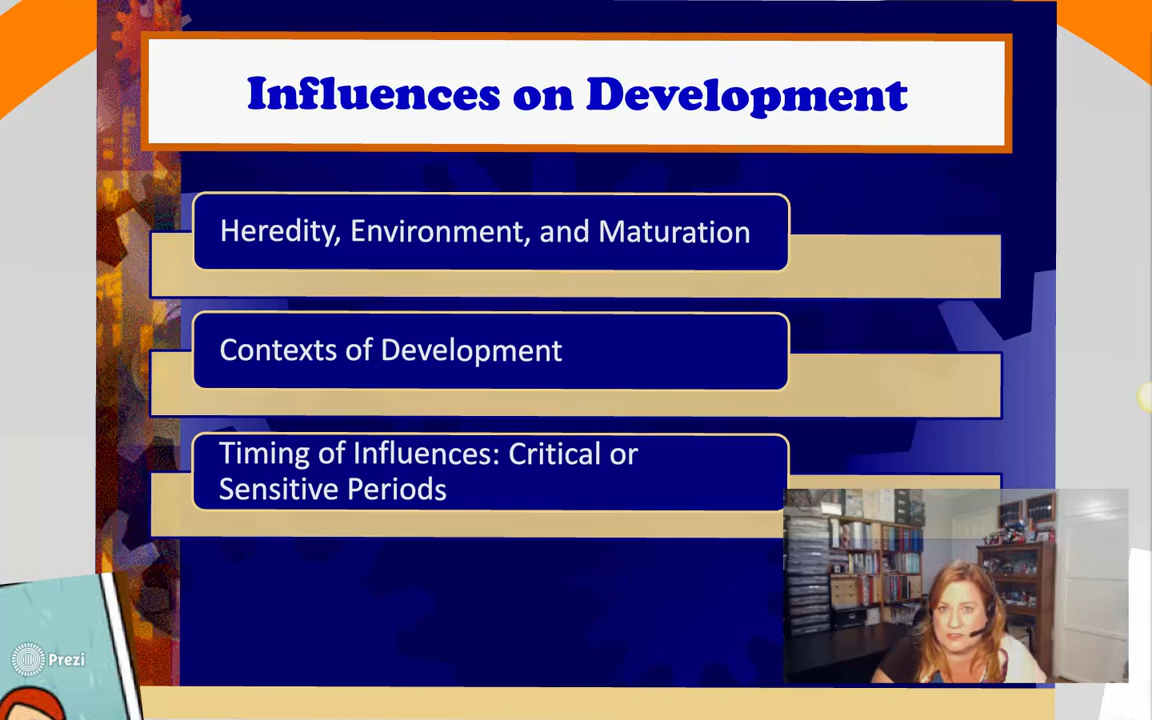 Influences on Development
Heredity, Environment, and Maturation
Contexts of Development
Timing of Influences: Critical or
Sensitive Periods
Prezi